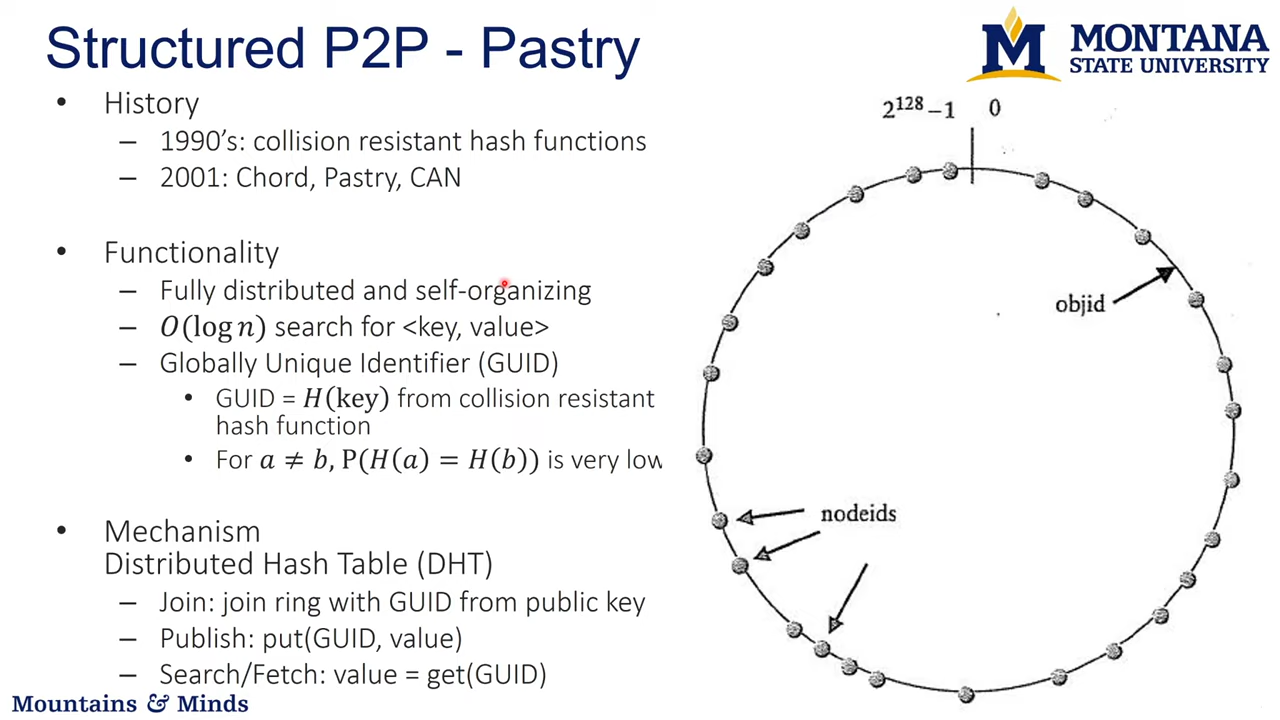 Structured P2P - Pastry
M MONTANA
STATE UNIVERSITY
• History
– 1990's: collision resistant hash functions
– 2001: Chord, Pastry, CAN
• Functionality
– Fully distributed and self-organizing
– O(log n) search for <key, value>
– Globally Unique Identifier (GUID)
• GUID = H(key) from collision resistant
hash function
• For a ≠ b, P(H(a) = H(b)) is very low
• Mechanism
Distributed Hash Table (DHT)
– Join: join ring with GUID from public key
– Publish: put(GUID, value)
– Search/Fetch: value = get(GUID)
Mountains & Minds
2¹²⁸–1 0
objid
nodeids